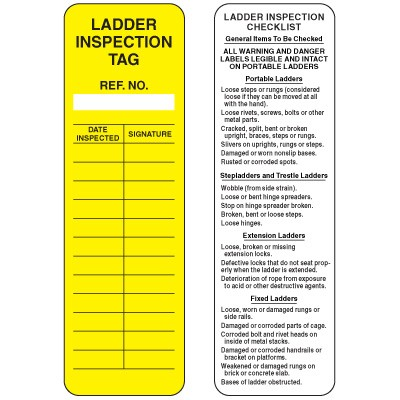 LADDER
INSPECTION
TAG
REF. NO.
DATE
INSPECTED
SIGNATURE
LADDER INSPECTION
CHECKLIST
General Items To Be Checked
ALL WARNING AND DANGER
LABELS LEGIBLE AND INTACT
ON PORTABLE LADDERS
Portable Ladders
Loose steps or rungs (considered
loose if they can be moved at all
with the hand).
Loose rivets, screws, bolts or other
metal parts.
Cracked, split, bent or broken
upright, braces, steps or rungs.
Slivers on uprights, rungs or steps.
Damaged or worn nonslip bases.
Rusted or corroded spots.
Stepladders and Trestle Ladders
Wobble (from side strain).
Loose or bent hinge spreaders.
Stop on hinge spreader broken.
Broken, bent or loose steps.
Loose hinges.
Extension Ladders
Loose, broken or missing
extension locks.
Defective locks that do not seat prop-
erly when the ladder is extended.
Deterioration of rope from exposure
to acid or other destructive agents.
Fixed Ladders
Loose, worn or damaged rungs or
side rails.
Damaged or corroded parts of cage.
Corroded bolt and rivet heads on
inside of metal stacks.
Damaged or corroded handrails or
bracket on platforms.
Weakened or damaged rungs on
brick or concrete slab.
Bases of ladder obstructed.